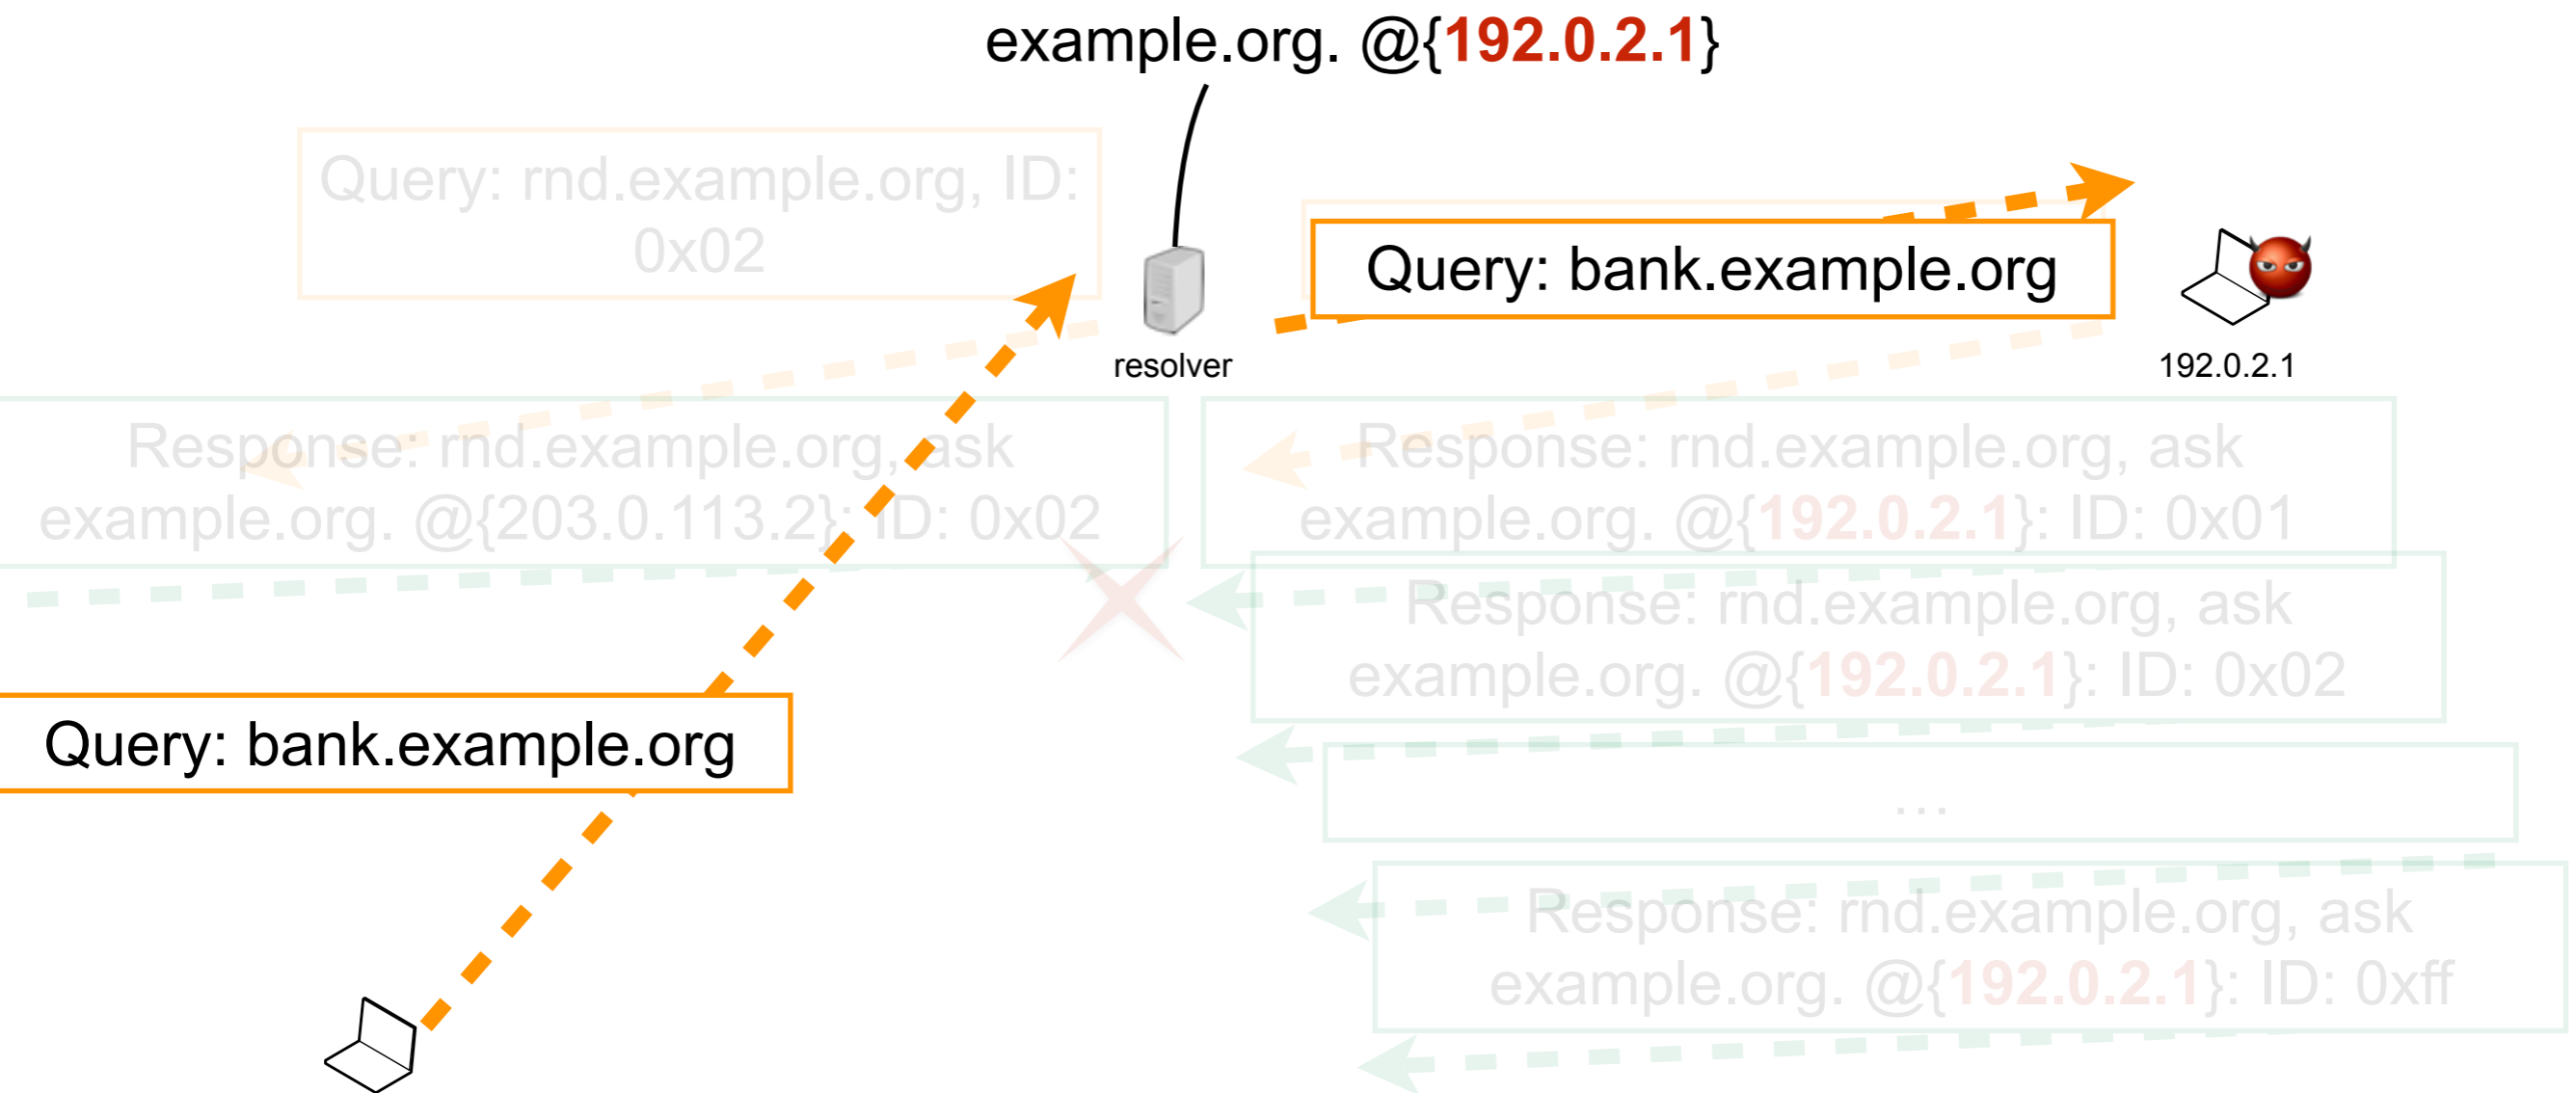 example.org. @{192.0.2.1}
Query: rnd.example.org, ID:
0x02
Query: bank.example.org
resolver
192.0.2.1
Response: rnd.example.org, ask
example.org. @{203.0.113.2}: ID: 0x02
Response: rnd.example.org, ask
example.org. @{192.0.2.1}: ID: 0x01
Response: rnd.example.org, ask
example.org. @{192.0.2.1}: ID: 0x02
Query: bank.example.org
…
Response: rnd.example.org, ask
example.org. @{192.0.2.1}: ID: 0xff